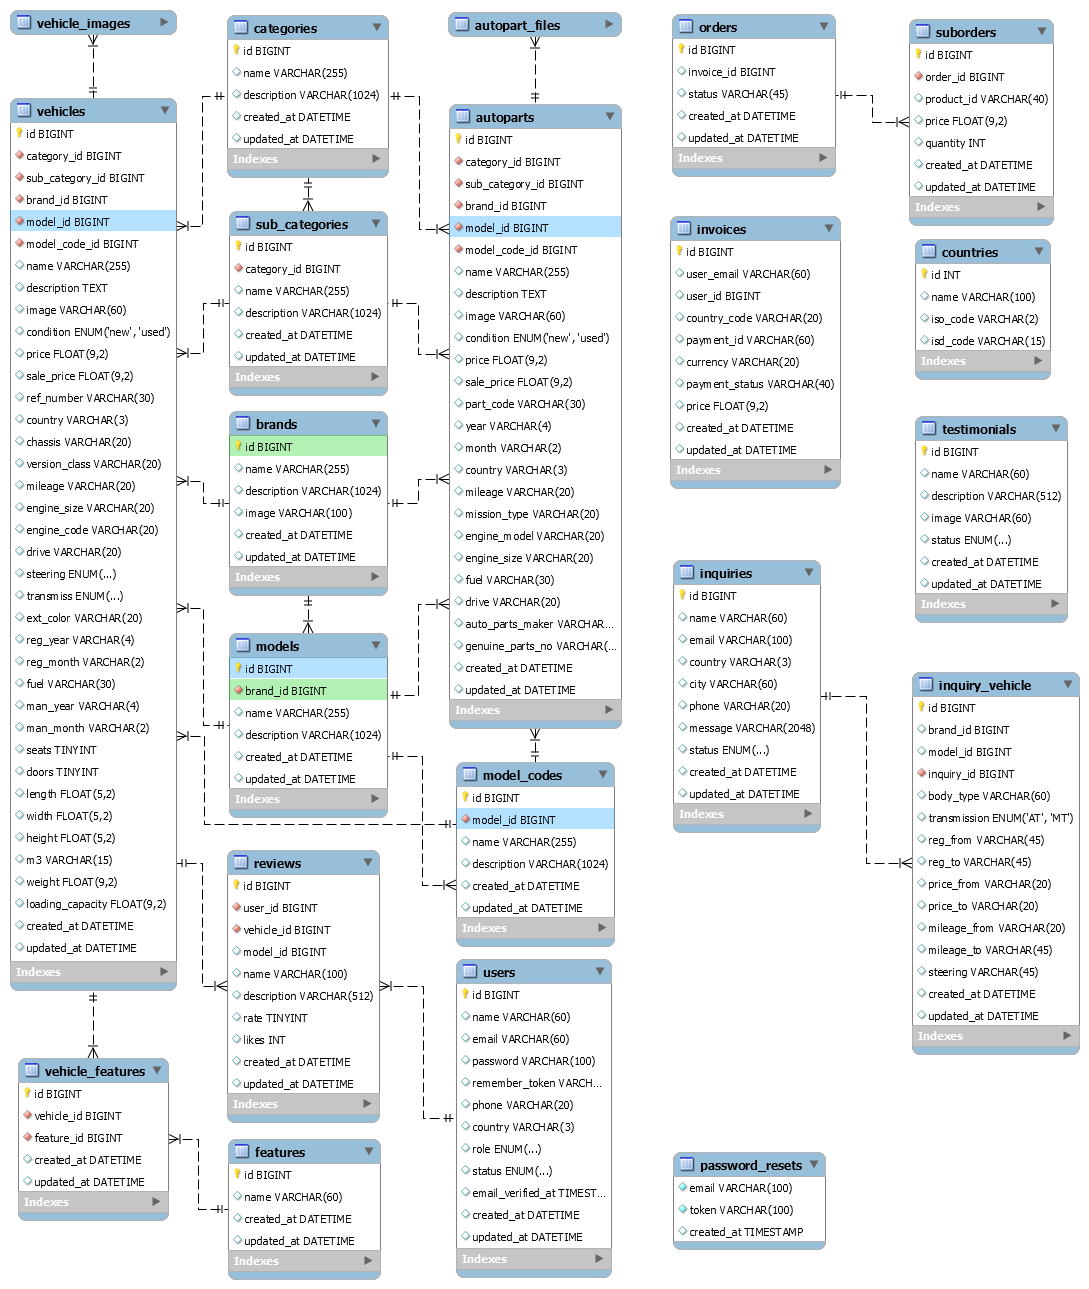 vehicle_images
vehicles
id BIGINT
category_id BIGINT
sub_category_id BIGINT
brand_id BIGINT
model_id BIGINT
model_code_id BIGINT
name VARCHAR(255)
description TEXT
image VARCHAR(60)
condition ENUM('new', 'used')
price FLOAT(9,2)
sale_price FLOAT(9,2)
ref_number VARCHAR(30)
country VARCHAR(3)
chassis VARCHAR(20)
version_class VARCHAR(20)
mileage VARCHAR(20)
engine_size VARCHAR(20)
engine_code VARCHAR(20)
drive VARCHAR(20)
steering ENUM(...)
transmiss ENUM(...)
ext_color VARCHAR(20)
reg_year VARCHAR(4)
reg_month VARCHAR(2)
fuel VARCHAR(30)
man_year VARCHAR(4)
man_month VARCHAR(2)
seats TINYINT
doors TINYINT
length FLOAT(5,2)
width FLOAT(5,2)
height FLOAT(5,2)
m3 VARCHAR(15)
weight FLOAT(9,2)
loading_capacity FLOAT(9,2)
created_at DATETIME
updated_at DATETIME
Indexes
vehicle_features
id BIGINT
vehicle_id BIGINT
feature_id BIGINT
created_at DATETIME
updated_at DATETIME
Indexes
categories
id BIGINT
name VARCHAR(255)
description VARCHAR(1024)
created_at DATETIME
updated_at DATETIME
Indexes
sub_categories
id BIGINT
category_id BIGINT
name VARCHAR(255)
description VARCHAR(1024)
created_at DATETIME
updated_at DATETIME
Indexes
brands
id BIGINT
name VARCHAR(255)
description VARCHAR(1024)
image VARCHAR(100)
created_at DATETIME
updated_at DATETIME
Indexes
models
id BIGINT
brand_id BIGINT
name VARCHAR(255)
description VARCHAR(1024)
created_at DATETIME
updated_at DATETIME
Indexes
reviews
id BIGINT
user_id BIGINT
vehicle_id BIGINT
model_id BIGINT
name VARCHAR(100)
description VARCHAR(512)
rate TINYINT
likes INT
created_at DATETIME
updated_at DATETIME
Indexes
features
id BIGINT
name VARCHAR(60)
created_at DATETIME
updated_at DATETIME
Indexes
autopart_files
autoparts
id BIGINT
category_id BIGINT
sub_category_id BIGINT
brand_id BIGINT
model_id BIGINT
model_code_id BIGINT
name VARCHAR(255)
description TEXT
image VARCHAR(60)
condition ENUM('new', 'used')
price FLOAT(9,2)
sale_price FLOAT(9,2)
part_code VARCHAR(30)
year VARCHAR(4)
month VARCHAR(2)
country VARCHAR(3)
mileage VARCHAR(20)
mission_type VARCHAR(20)
engine_model VARCHAR(20)
engine_size VARCHAR(20)
fuel VARCHAR(30)
drive VARCHAR(20)
auto_parts_maker VARCHAR...
genuine_parts_no VARCHAR(...
created_at DATETIME
updated_at DATETIME
Indexes
model_codes
id BIGINT
model_id BIGINT
name VARCHAR(255)
description VARCHAR(1024)
created_at DATETIME
updated_at DATETIME
Indexes
users
id BIGINT
name VARCHAR(60)
email VARCHAR(60)
password VARCHAR(100)
remember_token VARCH...
phone VARCHAR(20)
country VARCHAR(3)
role ENUM(...)
status ENUM(...)
email_verified_at TIMEST...
created_at DATETIME
updated_at DATETIME
Indexes
orders
id BIGINT
invoice_id BIGINT
status VARCHAR(45)
created_at DATETIME
updated_at DATETIME
Indexes
invoices
id BIGINT
user_email VARCHAR(60)
user_id BIGINT
country_code VARCHAR(20)
payment_id VARCHAR(60)
currency VARCHAR(20)
payment_status VARCHAR(40)
price FLOAT(9,2)
created_at DATETIME
updated_at DATETIME
Indexes
inquiries
id BIGINT
name VARCHAR(60)
email VARCHAR(100)
country VARCHAR(3)
city VARCHAR(60)
phone VARCHAR(20)
message VARCHAR(2048)
status ENUM(...)
created_at DATETIME
updated_at DATETIME
Indexes
password_resets
email VARCHAR(100)
token VARCHAR(100)
created_at TIMESTAMP
suborders
id BIGINT
order_id BIGINT
product_id VARCHAR(40)
price FLOAT(9,2)
quantity INT
created_at DATETIME
updated_at DATETIME
Indexes
countries
id INT
name VARCHAR(100)
iso_code VARCHAR(2)
isd_code VARCHAR(15)
Indexes
testimonials
id BIGINT
name VARCHAR(60)
description VARCHAR(512)
image VARCHAR(60)
status ENUM(...)
created_at DATETIME
updated_at DATETIME
Indexes
inquiry_vehicle
id BIGINT
brand_id BIGINT
model_id BIGINT
inquiry_id BIGINT
body_type VARCHAR(60)
transmission ENUM('AT', 'MT')
reg_from VARCHAR(45)
reg_to VARCHAR(45)
price_from VARCHAR(20)
price_to VARCHAR(20)
mileage_from VARCHAR(20)
mileage_to VARCHAR(45)
steering VARCHAR(45)
created_at DATETIME
updated_at DATETIME
Indexes